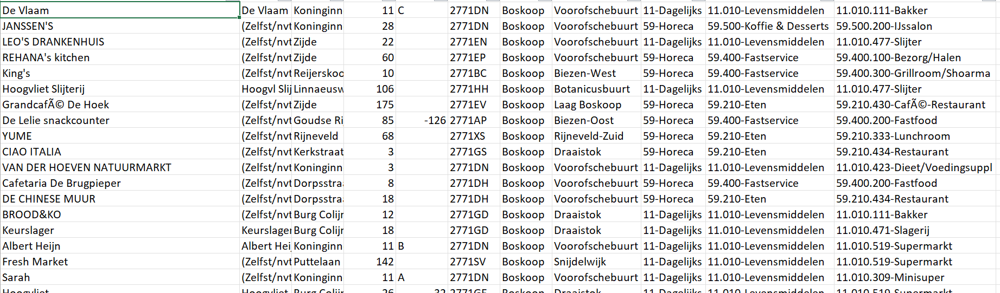 De Vlaam De Vlaam Koninginn 11 C 2771DN Boskoop Voorofschebuurt 11-Dagelijks 11.010-Levensmiddelen 11.010.111-Bakker
JANSSEN'S (Zelfst/nvt Koninginn 28 2771DN Boskoop Voorofschebuurt 59-Horeca 59.500-Koffie & Desserts 59.500.200-IJssalon
LEO'S DRANKENHUIS (Zelfst/nvt Zijde 22 2771EN Boskoop Voorofschebuurt 11-Dagelijks 11.010-Levensmiddelen 11.010.477-Slijter
REHANA's kitchen (Zelfst/nvt Zijde 60 2771EP Boskoop Voorofschebuurt 59-Horeca 59.400-Fastservice 59.400.100-Bezorg/Halen
King's (Zelfst/nvt Reijerskoo 10 2771BC Boskoop Biezen-West 59-Horeca 59.400-Fastservice 59.400.300-Grillroom/Shoarma
Hoogvliet Slijterij Hoogvl Slij Linnaeusw 106 2771HH Boskoop Botanicusbuurt 11-Dagelijks 11.010-Levensmiddelen 11.010.477-Slijter
GrandcafÃ© De Hoek (Zelfst/nvt Zijde 175 2771EV Boskoop Laag Boskoop 59-Horeca 59.210-Eten 59.210.430-CafÃ©-Restaurant
De Lelie snackcounter (Zelfst/nvt Goudse Rij 85 -126 2771AP Boskoop Biezen-Oost 59-Horeca 59.400-Fastservice 59.400.200-Fastfood
YUME (Zelfst/nvt Rijneveld 68 2771XS Boskoop Rijneveld-Zuid 59-Horeca 59.210-Eten 59.210.333-Lunchroom
CIAO ITALIA (Zelfst/nvt Kerkstraat 3 2771GS Boskoop Draaistok 59-Horeca 59.210-Eten 59.210.434-Restaurant
VAN DER HOEVEN NATUURMARKT (Zelfst/nvt Koninginn 3 2771DN Boskoop Voorofschebuurt 11-Dagelijks 11.010-Levensmiddelen 11.010.423-Dieet/Voedingsuppl
Cafetaria De Brugpieper (Zelfst/nvt Dorpsstraa 8 2771DH Boskoop Voorofschebuurt 59-Horeca 59.400-Fastservice 59.400.200-Fastfood
DE CHINESE MUUR (Zelfst/nvt Dorpsstraa 18 2771DH Boskoop Voorofschebuurt 59-Horeca 59.210-Eten 59.210.434-Restaurant
BROOD&KO (Zelfst/nvt Burg Colijn 12 2771GD Boskoop Draaistok 11-Dagelijks 11.010-Levensmiddelen 11.010.111-Bakker
Keurslager Keurslager Burg Colijn 18 2771GD Boskoop Draaistok 11-Dagelijks 11.010-Levensmiddelen 11.010.471-Slagerij
Albert Heijn Albert Heij Koninginn 11 B 2771DN Boskoop Voorofschebuurt 11-Dagelijks 11.010-Levensmiddelen 11.010.519-Supermarkt
Fresh Market (Zelfst/nvt Puttelaan 142 2771SV Boskoop Snijdelwijk 11-Dagelijks 11.010-Levensmiddelen 11.010.519-Supermarkt
Sarah (Zelfst/nvt Koninginn 11 A 2771DN Boskoop Voorofschebuurt 11-Dagelijks 11.010-Levensmiddelen 11.010.309-Minisuper
Hoogvliet Hoogvliet Burg Colijn 26 Boskoop Draaistok 11-Dagelijks 11.010-Levensmiddelen 11.010.519-Supermarkt